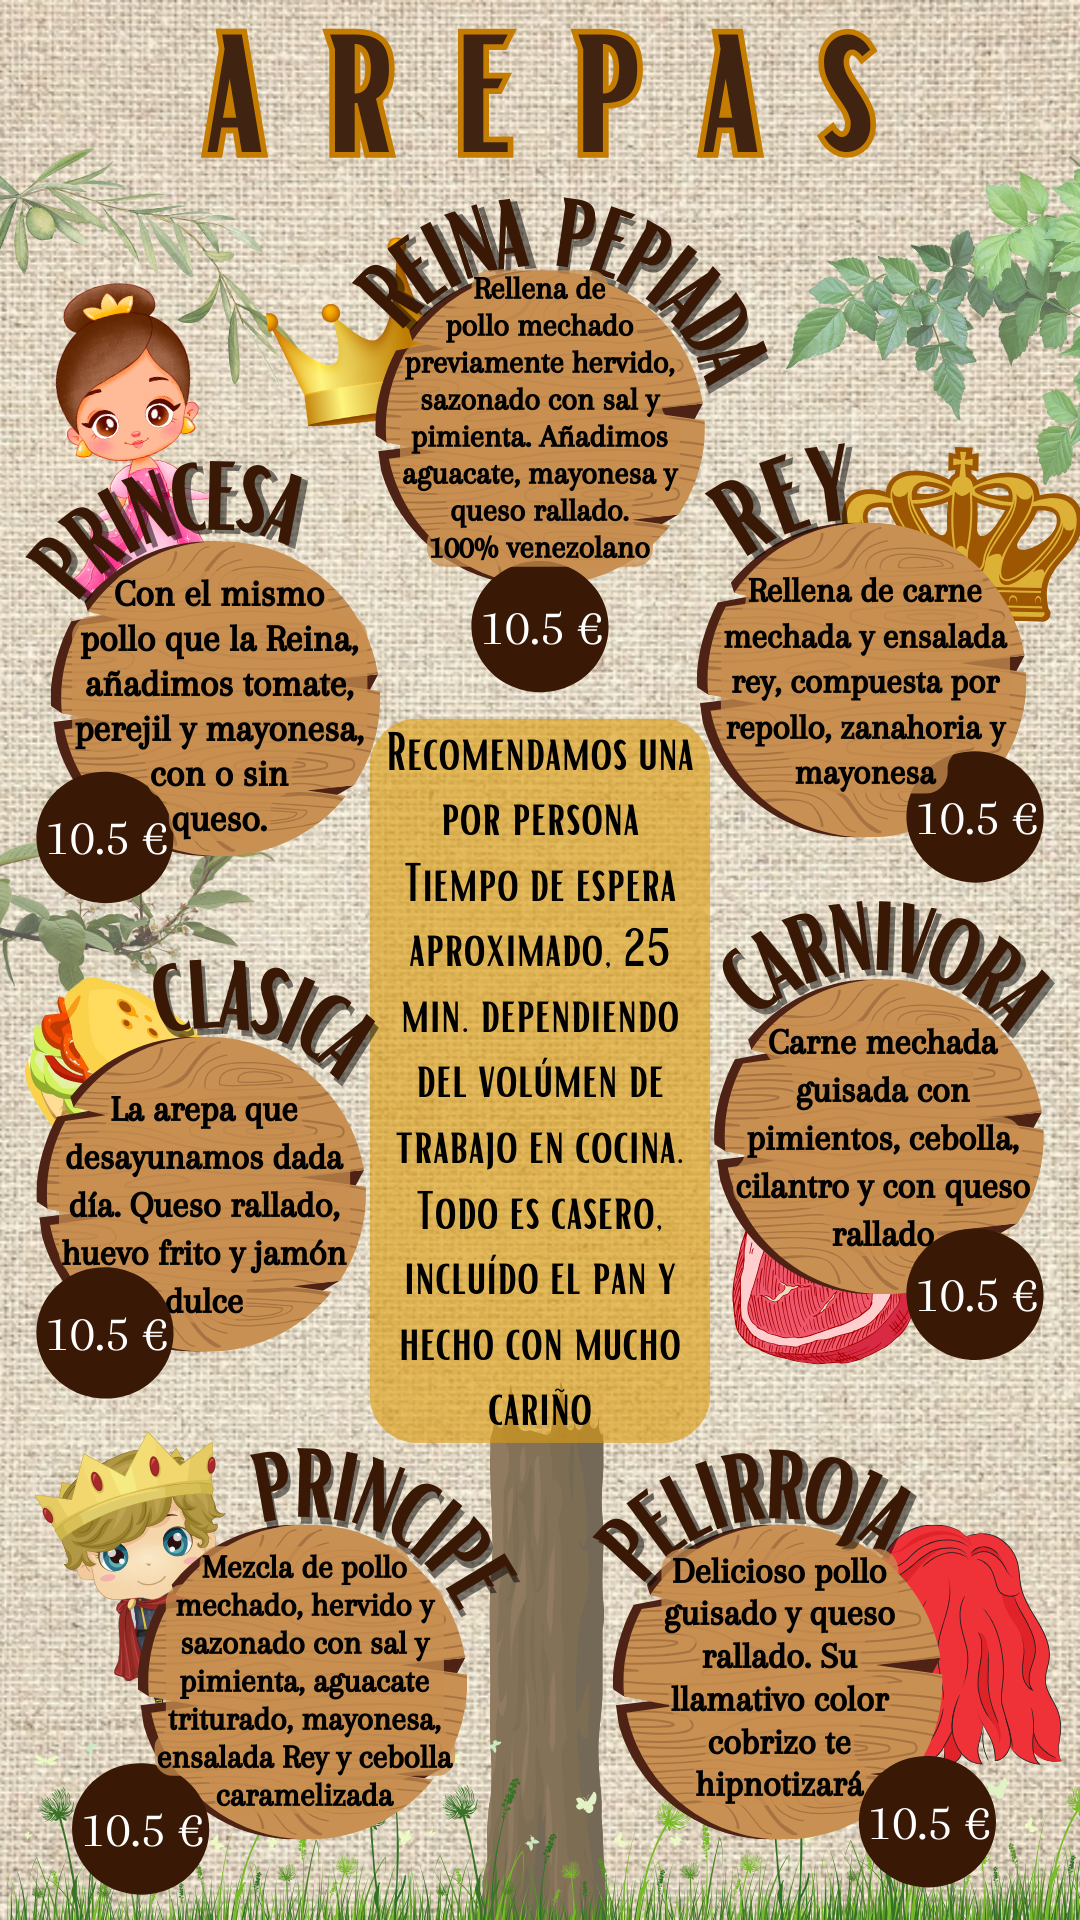 AREPAS
REINA PEPIADA
Rellena de
pollo mechado
previamente hervido,
sazonado con sal y
pimienta. Añadimos
aguacate, mayonesa y
queso rallado.
100% venezolano
10.5 €
PRINCESA
Con el mismo
pollo que la Reina,
añadimos tomate,
perejil y mayonesa,
con o sin
queso.
10.5 €
REY
Rellena de carne
mechada y ensalada
rey, compuesta por
repollo, zanahoria y
mayonesa
10.5 €
Recomendamos una
por persona
Tiempo de espera
aproximado, 25
min. dependiendo
del volúmen de
trabajo en cocina.
Todo es casero,
incluído el pan y
hecho con mucho
cariño
CLASICA
La arepa que
desayunamos dada
día. Queso rallado,
huevo frito y jamón
dulce
10.5 €
CARNIVORA
Carne mechada
guisada con
pimientos, cebolla,
cilantro y con queso
rallado
10.5 €
PRINCIPE
Mezcla de pollo
mechado, hervido y
sazonado con sal y
pimienta, aguacate
triturado, mayonesa,
ensalada Rey y cebolla
caramelizada
10.5 €
PELIRROJA
Delicioso pollo
guisado y queso
rallado. Su
llamativo color
cobrizo te
hipnotizará
10.5 €